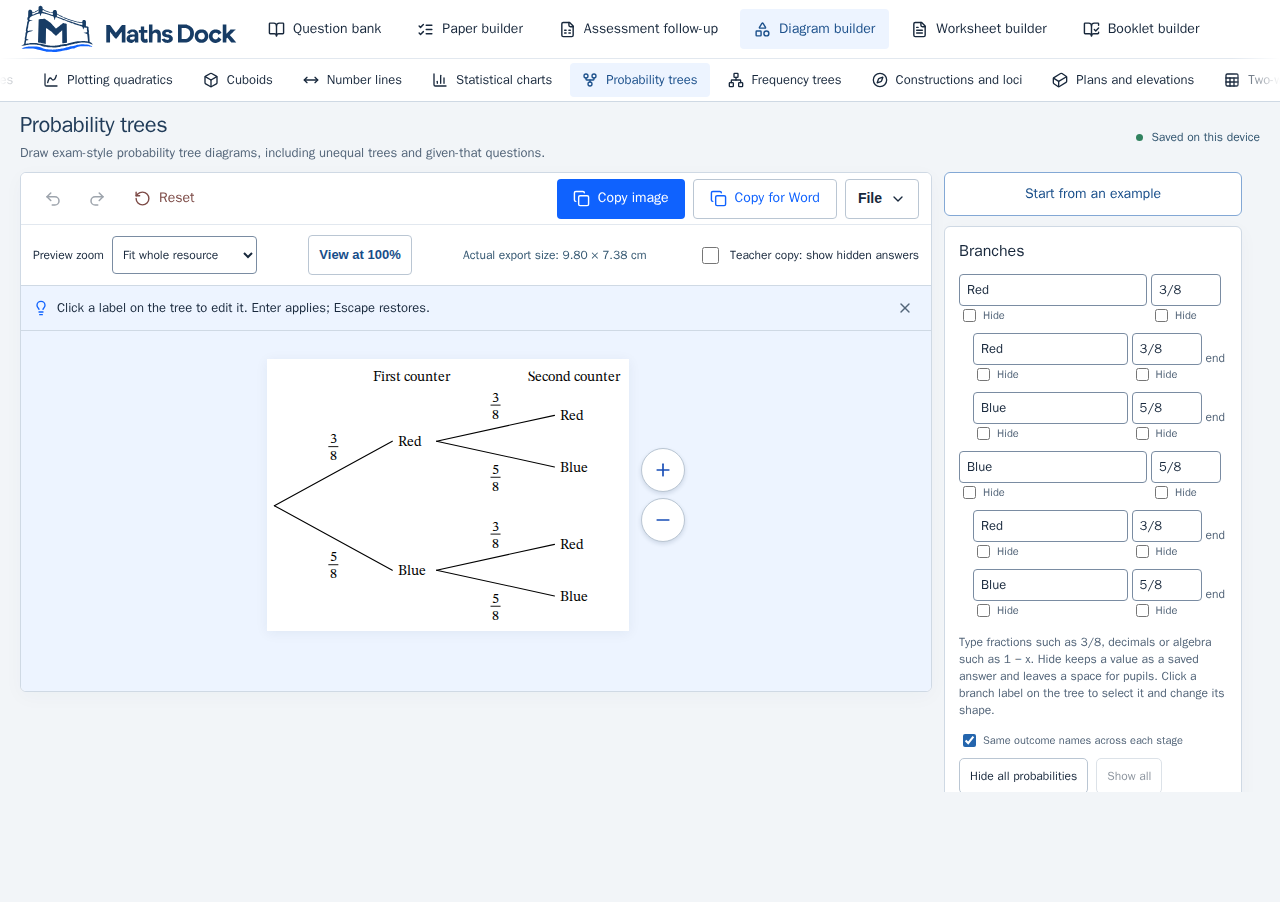 Maths Dock
Question bank
Paper builder
Assessment follow-up
Diagram builder
Worksheet builder
Booklet builder
Plotting quadratics
Cuboids
Number lines
Statistical charts
Probability trees
Frequency trees
Constructions and loci
Plans and elevations
Probability trees
Draw exam-style probability tree diagrams, including unequal trees and given-that questions.
Saved on this device
Reset
Copy image
Copy for Word
File
Start from an example
Preview zoom
Fit whole resource
View at 100%
Actual export size: 9.80 × 7.38 cm
Teacher copy: show hidden answers
Click a label on the tree to edit it. Enter applies; Escape restores.
First counter
Second counter
3/8
Red
5/8
Blue
3/8
Red
5/8
Blue
3/8
Red
5/8
Blue
+
−
Branches
Red 3/8
Hide Hide
Red 3/8 end
Hide Hide
Blue 5/8 end
Hide Hide
Blue 5/8
Hide Hide
Red 3/8 end
Hide Hide
Blue 5/8 end
Hide Hide
Type fractions such as 3/8, decimals or algebra
such as 1 − x. Hide keeps a value as a saved
answer and leaves a space for pupils. Click a
branch label on the tree to select it and change its
shape.
Same outcome names across each stage
Hide all probabilities
Show all